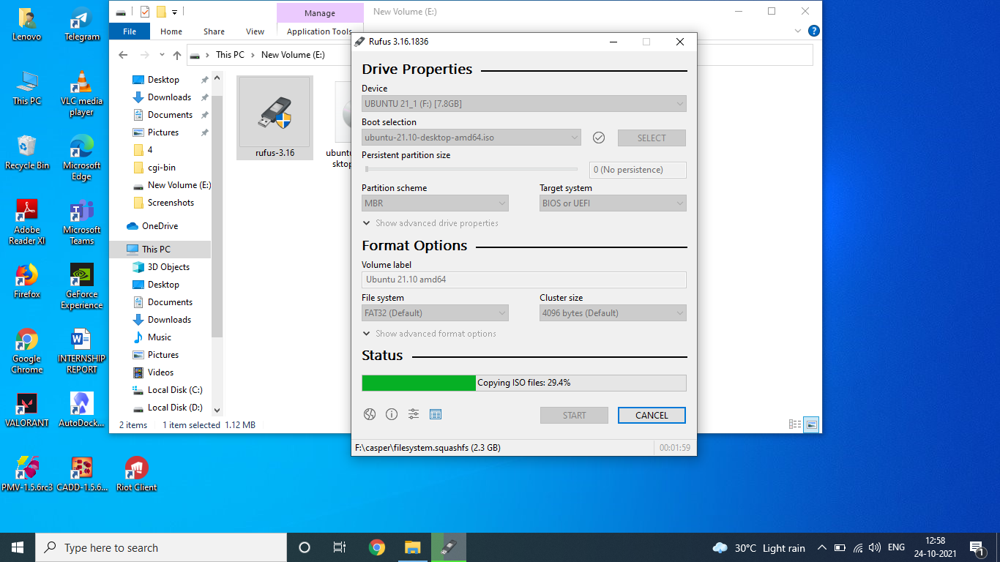 Lenovo
Telegram
This PC
VLC media
player
Recycle Bin
Microsoft
Edge
Adobe
Reader XI
Microsoft
Teams
Firefox
GeForce
Experience
Google
Chrome
INTERNSHIP
REPORT
VALORANT
AutoDock...
PMV-1.5.6rc3
CADD-1.5.6...
Riot Client
Manage
New Volume (E:)
File
Home
Share
View
Application Tools
This PC
New Volume (E:)
Desktop
Downloads
Documents
Pictures
4
cgi-bin
New Volume (E:)
Screenshots
OneDrive
This PC
3D Objects
Desktop
Documents
Downloads
Music
Pictures
Videos
Local Disk (C:)
Local Disk (D:)
rufus-3.16
ubuntu
sktop
2 items
1 item selected 1.12 MB
Rufus 3.16.1836
Drive Properties
Device
UBUNTU 21_1 (F:) [7.8GB]
Boot selection
ubuntu-21.10-desktop-amd64.iso
SELECT
Persistent partition size
0 (No persistence)
Partition scheme
Target system
MBR
BIOS or UEFI
Show advanced drive properties
Format Options
Volume label
Ubuntu 21.10 amd64
File system
Cluster size
FAT32 (Default)
4096 bytes (Default)
Show advanced format options
Status
Copying ISO files: 29.4%
START
CANCEL
F:\casper\filesystem.squashfs (2.3 GB)
00:01:59
Type here to search
30°C Light rain
ENG
12:58
24-10-2021
1